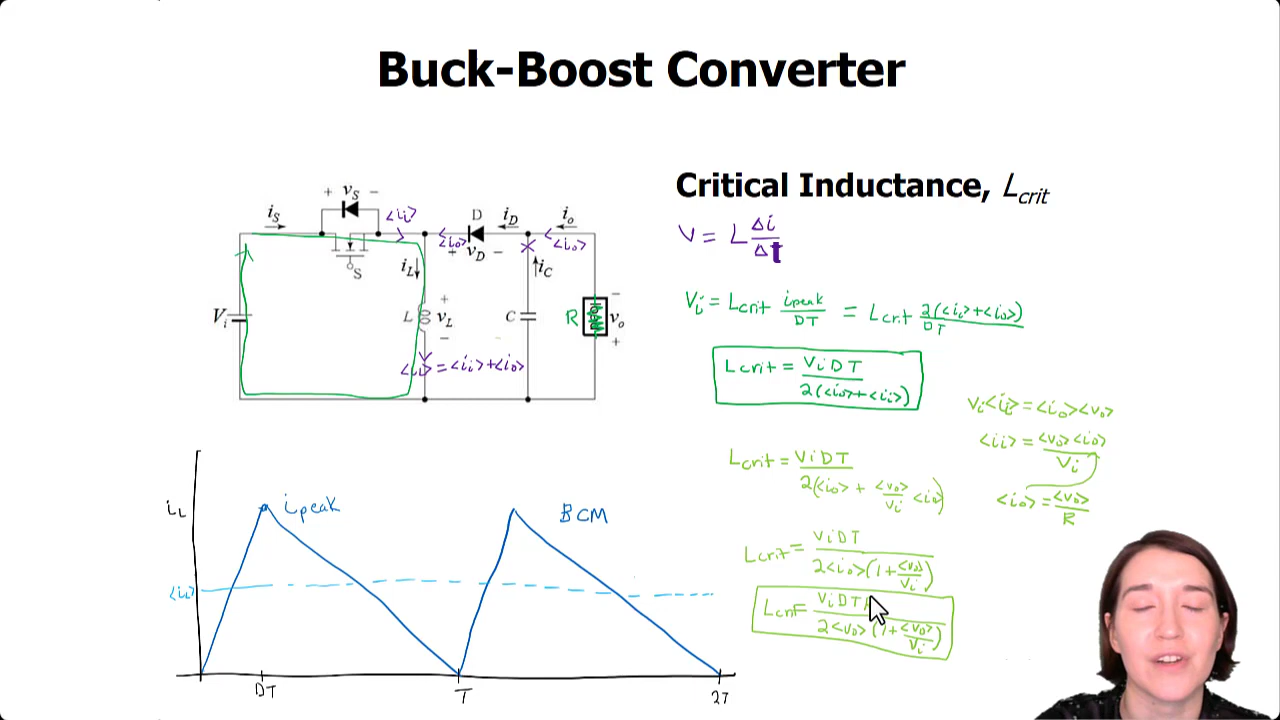 Buck-Boost Converter
Critical Inductance, Lcrit
V = L Δi/Δt
Vi = Lcrit ipeak/DT = Lcrit 2(<ii>+<io>)/DT
Lcrit = ViDT/2(<io>+<ii>)
Vi<ii> = <io><vo>
<ii> = <vo><io>/Vi
<io> = <vo>/R
Lcrit = ViDT/2(<io> + <vo>/Vi <io>)
Lcrit = ViDT/2<io>(1+<vo>/Vi)
Lcrit = ViDT/2<vo>(1+<vo>/Vi)
+ vS −
iS
<ii>
S
D
iD
io
<io>
<io>
+ vD −
iL
iC
Vi
L
+
vL
−
C
R
−
vo
+
<iL> = <ii>+<io>
iL
ipeak
BCM
<iL>
DT
T
2T